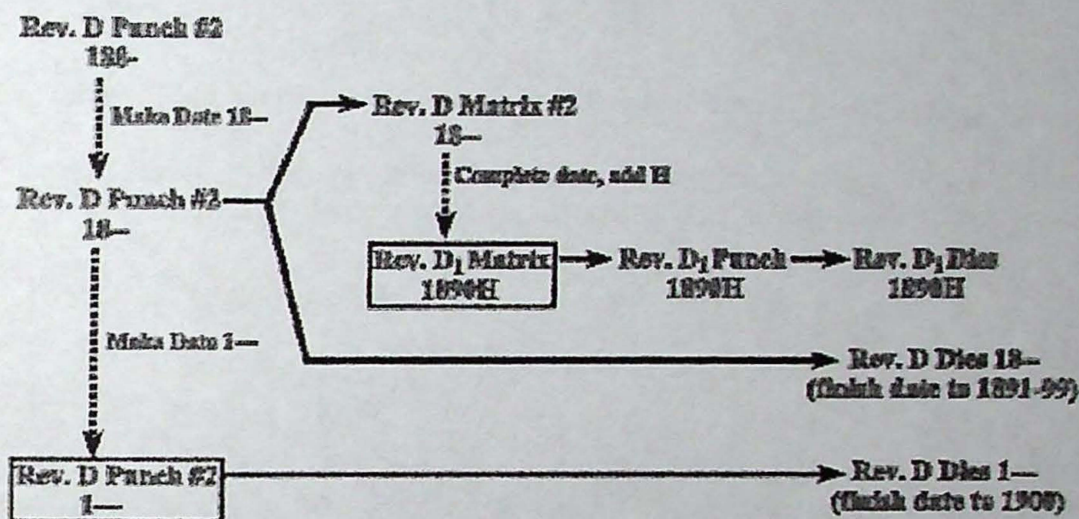 Rev. D Punch #2
188-
Make Date 18—
Rev. D Punch #2
18—
Rev. D Matrix #2
18—
Complete date, add H
Rev. D₁ Matrix
1890H
Rev. D₁ Punch
1890H
Rev. D₁ Dies
1890H
Make Date 1—
Rev. D Dies 18—
(finish date to 1891-99)
Rev. D Punch #2
1—
Rev. D Dies 1—
(finish date to 1900)